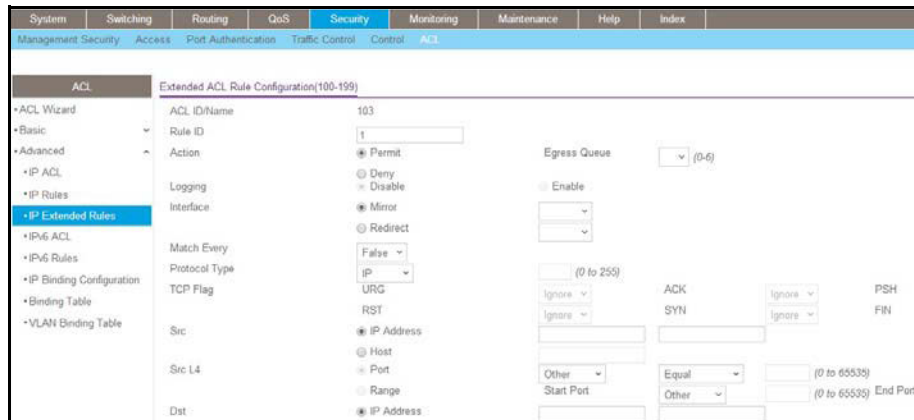 System Switching Routing QoS Security Monitoring Maintenance Help Index
Management Security Access Port Authentication Traffic Control Control ACL
ACL
Extended ACL Rule Configuration(100-199)
• ACL Wizard
ACL ID/Name 103
• Basic
Rule ID 1
• Advanced
Action Permit Egress Queue (0-6)
• IP ACL
Deny
• IP Rules
Logging Disable Enable
• IP Extended Rules
Interface Mirror
Redirect
• IPv6 ACL
Match Every False
• IPv6 Rules
Protocol Type IP (0 to 255)
• IP Binding Configuration
TCP Flag URG Ignore ACK Ignore PSH
• Binding Table
RST Ignore SYN Ignore FIN
• VLAN Binding Table
Src IP Address
Host
Src L4 Port Other Equal (0 to 65535)
Range Start Port Other (0 to 65535) End Port
Dst IP Address